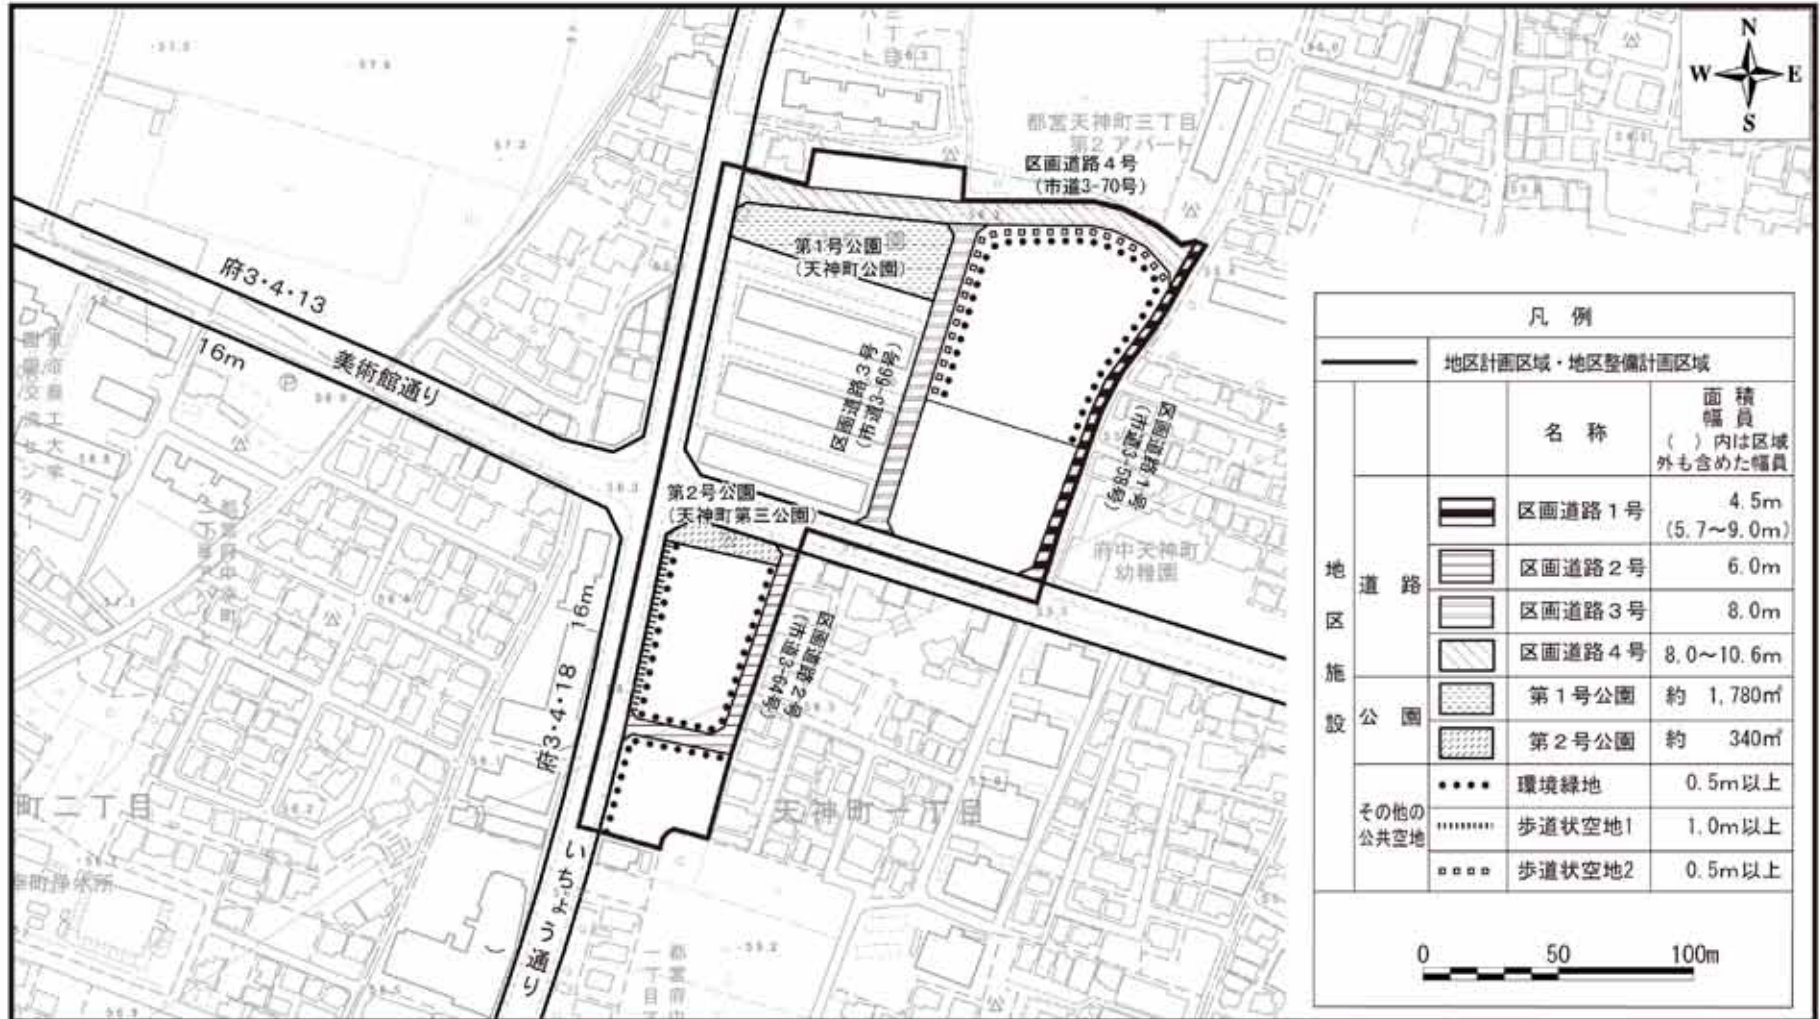 N
W E
S
都営天神町三丁目
第2 アパート
区画道路4号
(市道3-70号)
第1号公園
(天神町公園)
府3・4・13
16m
美術館通り
区画道路3号
(市道3-66号)
区画道路1号
(市道3-58号)
第2号公園
(天神町第三公園)
府中天神町
幼稚園
16m
府3・4・18
区画道路2号
(市道3-64号)
町二丁目
天神町一丁目
幸町浄水所
いちょう通り
凡 例
地区計画区域・地区整備計画区域
名 称
面 積
幅 員
( )内は区域
外も含めた幅員
地区施設
道 路
区画道路1号 4.5m
(5.7～9.0m)
区画道路2号 6.0m
区画道路3号 8.0m
区画道路4号 8.0～10.6m
公 園
第1号公園 約 1,780㎡
第2号公園 約 340㎡
その他の
公共空地
環境緑地 0.5m以上
歩道状空地1 1.0m以上
歩道状空地2 0.5m以上
0 50 100m